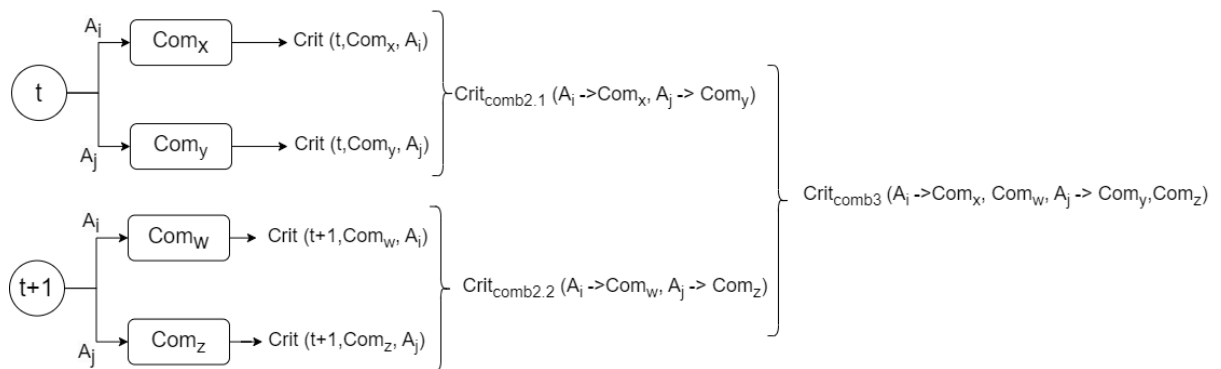 A_i
Com_x
Crit (t,Com_x, A_i)
t
Crit_comb2.1 (A_i ->Com_x, A_j -> Com_y)
A_j
Com_y
Crit (t,Com_y, A_j)
Crit_comb3 (A_i ->Com_x, Com_w, A_j -> Com_y,Com_z)
A_i
Com_w
Crit (t+1,Com_w, A_i)
t+1
Crit_comb2.2 (A_i ->Com_w, A_j -> Com_z)
A_j
Com_z
Crit (t+1,Com_z, A_j)